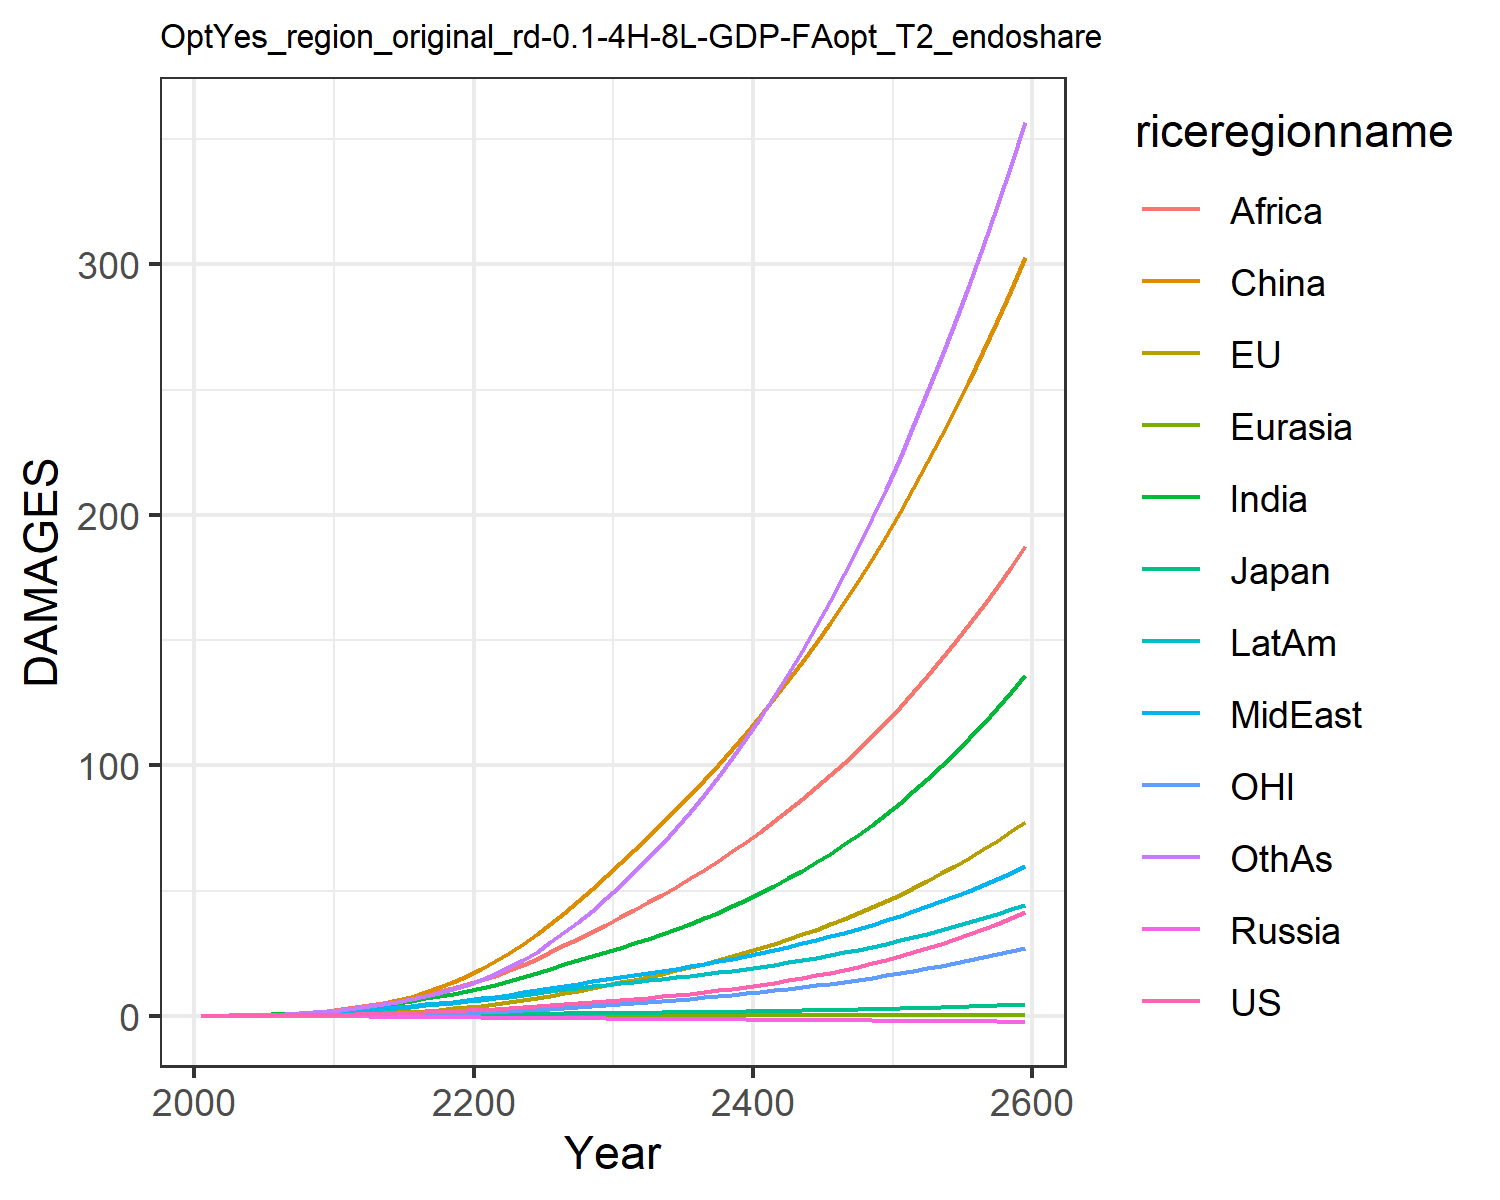 OptYes_region_original_rd-0.1-4H-8L-GDP-FAopt_T2_endoshare
DAMAGES
300
200
100
0
2000 2200 2400 2600
Year
riceregionname
Africa
China
EU
Eurasia
India
Japan
LatAm
MidEast
OHI
OthAs
Russia
US